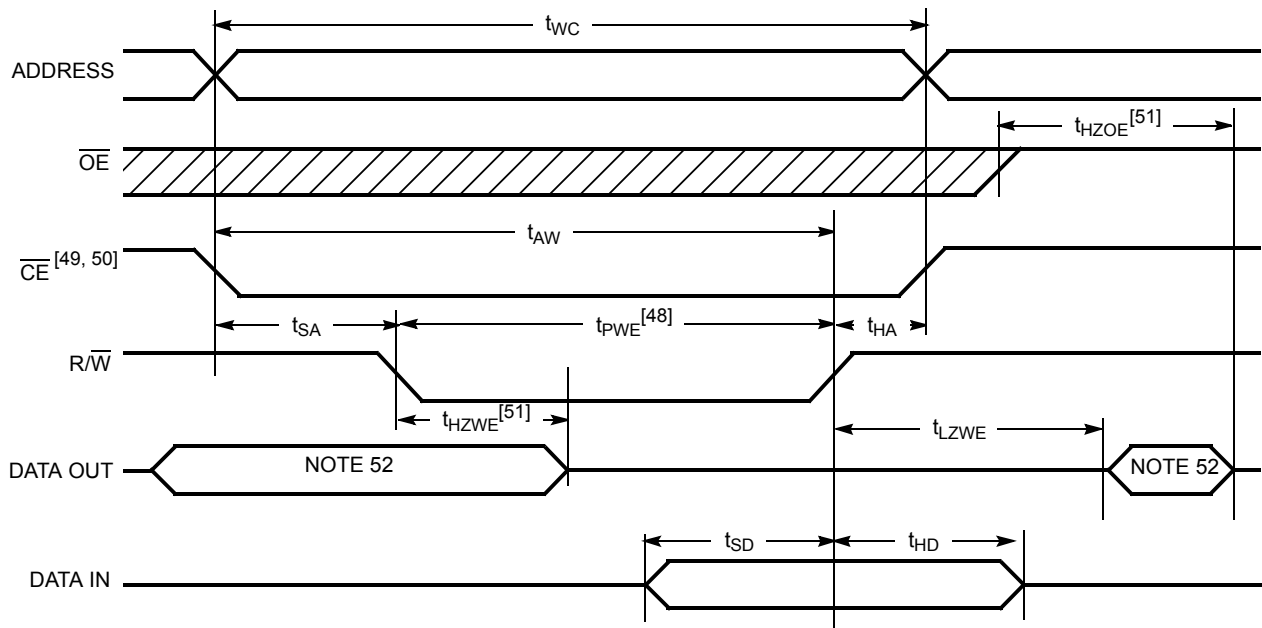 tWC
ADDRESS
tHZOE[51]
OE
tAW
CE [49, 50]
tSA
tPWE[48]
tHA
R/W
tHZWE[51]
tLZWE
DATA OUT
NOTE 52
NOTE 52
tSD
tHD
DATA IN